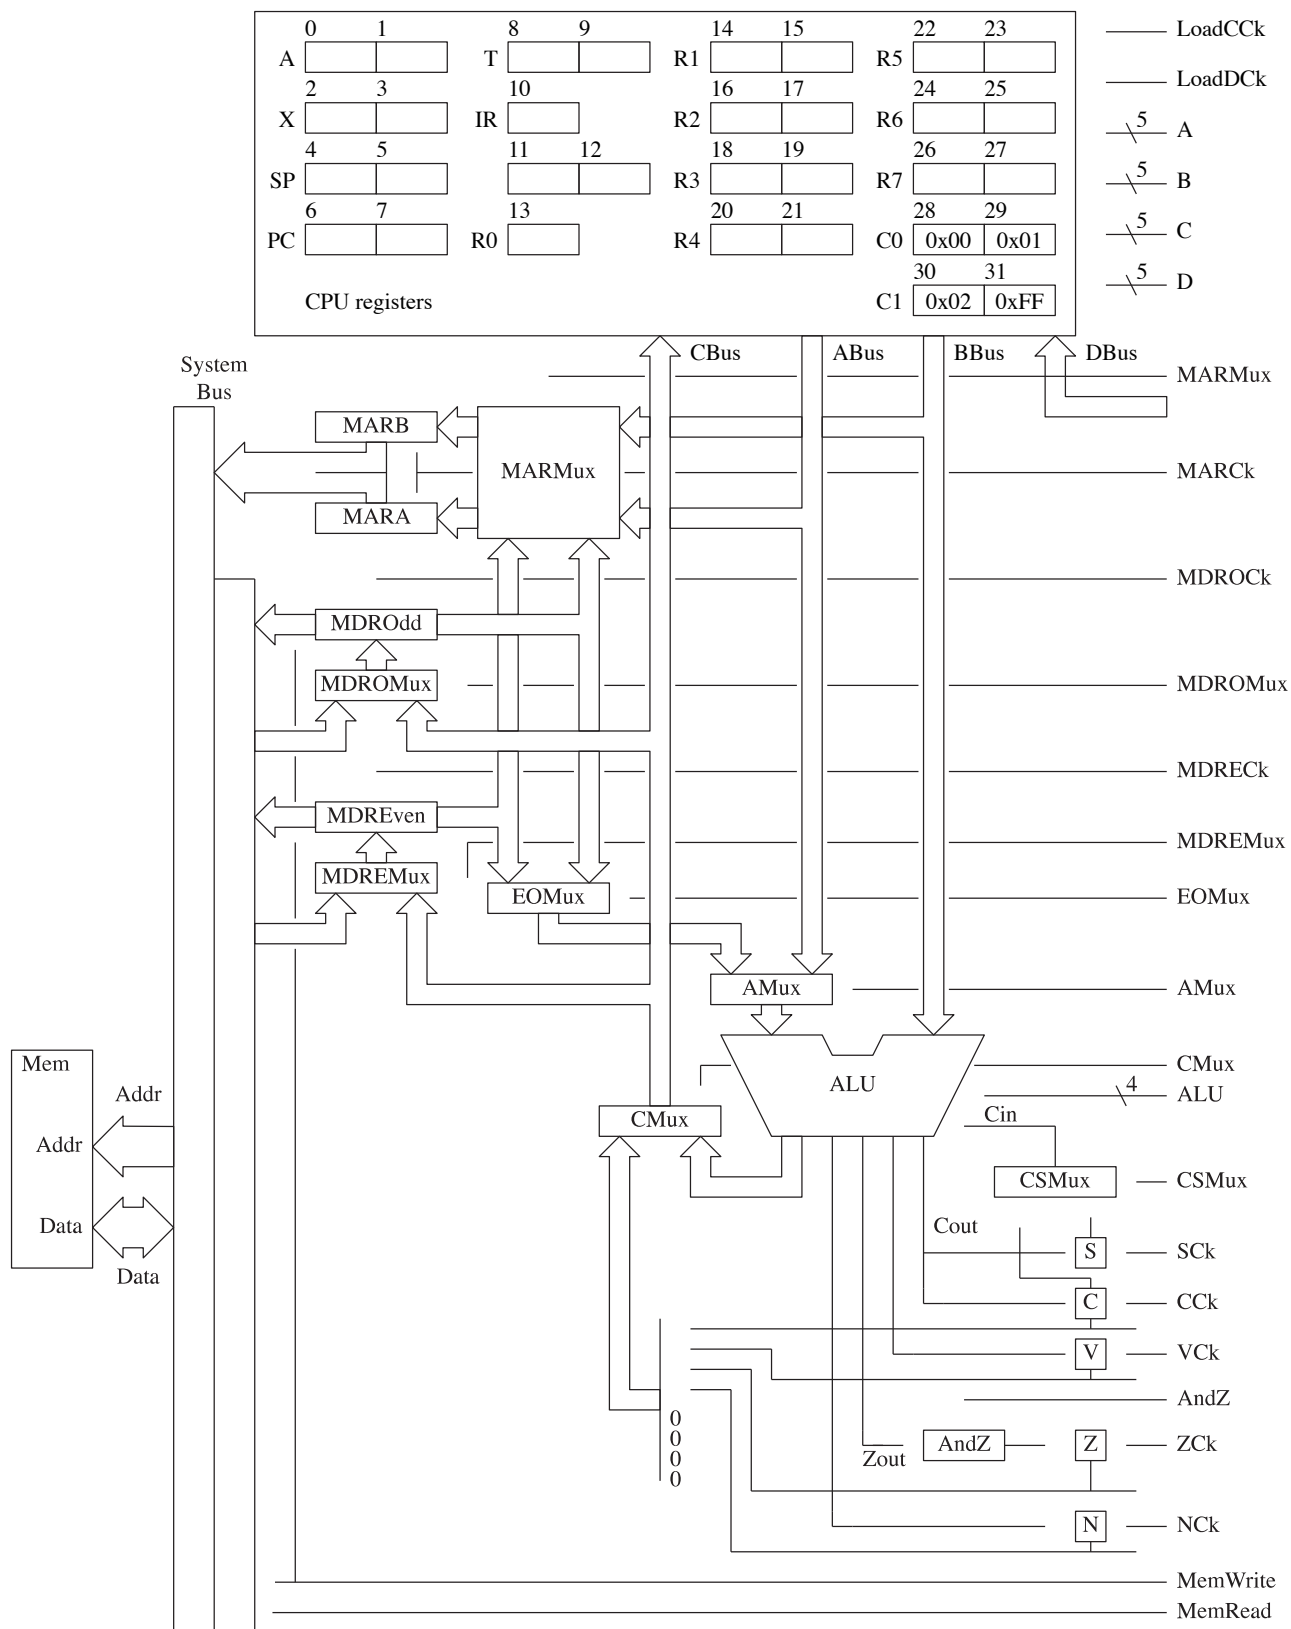 0 1 8 9 14 15 22 23 LoadCCk
A T R1 R5
LoadDCk
2 3 10 16 17 24 25
X IR R2 R6 5 A
4 5 11 12 18 19 26 27
SP R3 R7 5 B
6 7 13 20 21 28 29
PC R0 R4 C0 0x00 0x01 5 C
30 31
CPU registers C1 0x02 0xFF 5 D
CBus ABus BBus DBus
System
Bus
MARMux
MARB
MARMux MARCk
MARA
MDROCk
MDROdd
MDROMux MDROMux
MDRECk
MDREven
MDREMux
MDREMux
EOMux EOMux
AMux AMux
Mem ALU CMux
4 ALU
Addr
Cin
CMux
Addr
CSMux CSMux
Data Cout
S SCk
Data
C CCk
V VCk
AndZ
0
0
0
0
Zout AndZ Z ZCk
N NCk
MemWrite
MemRead